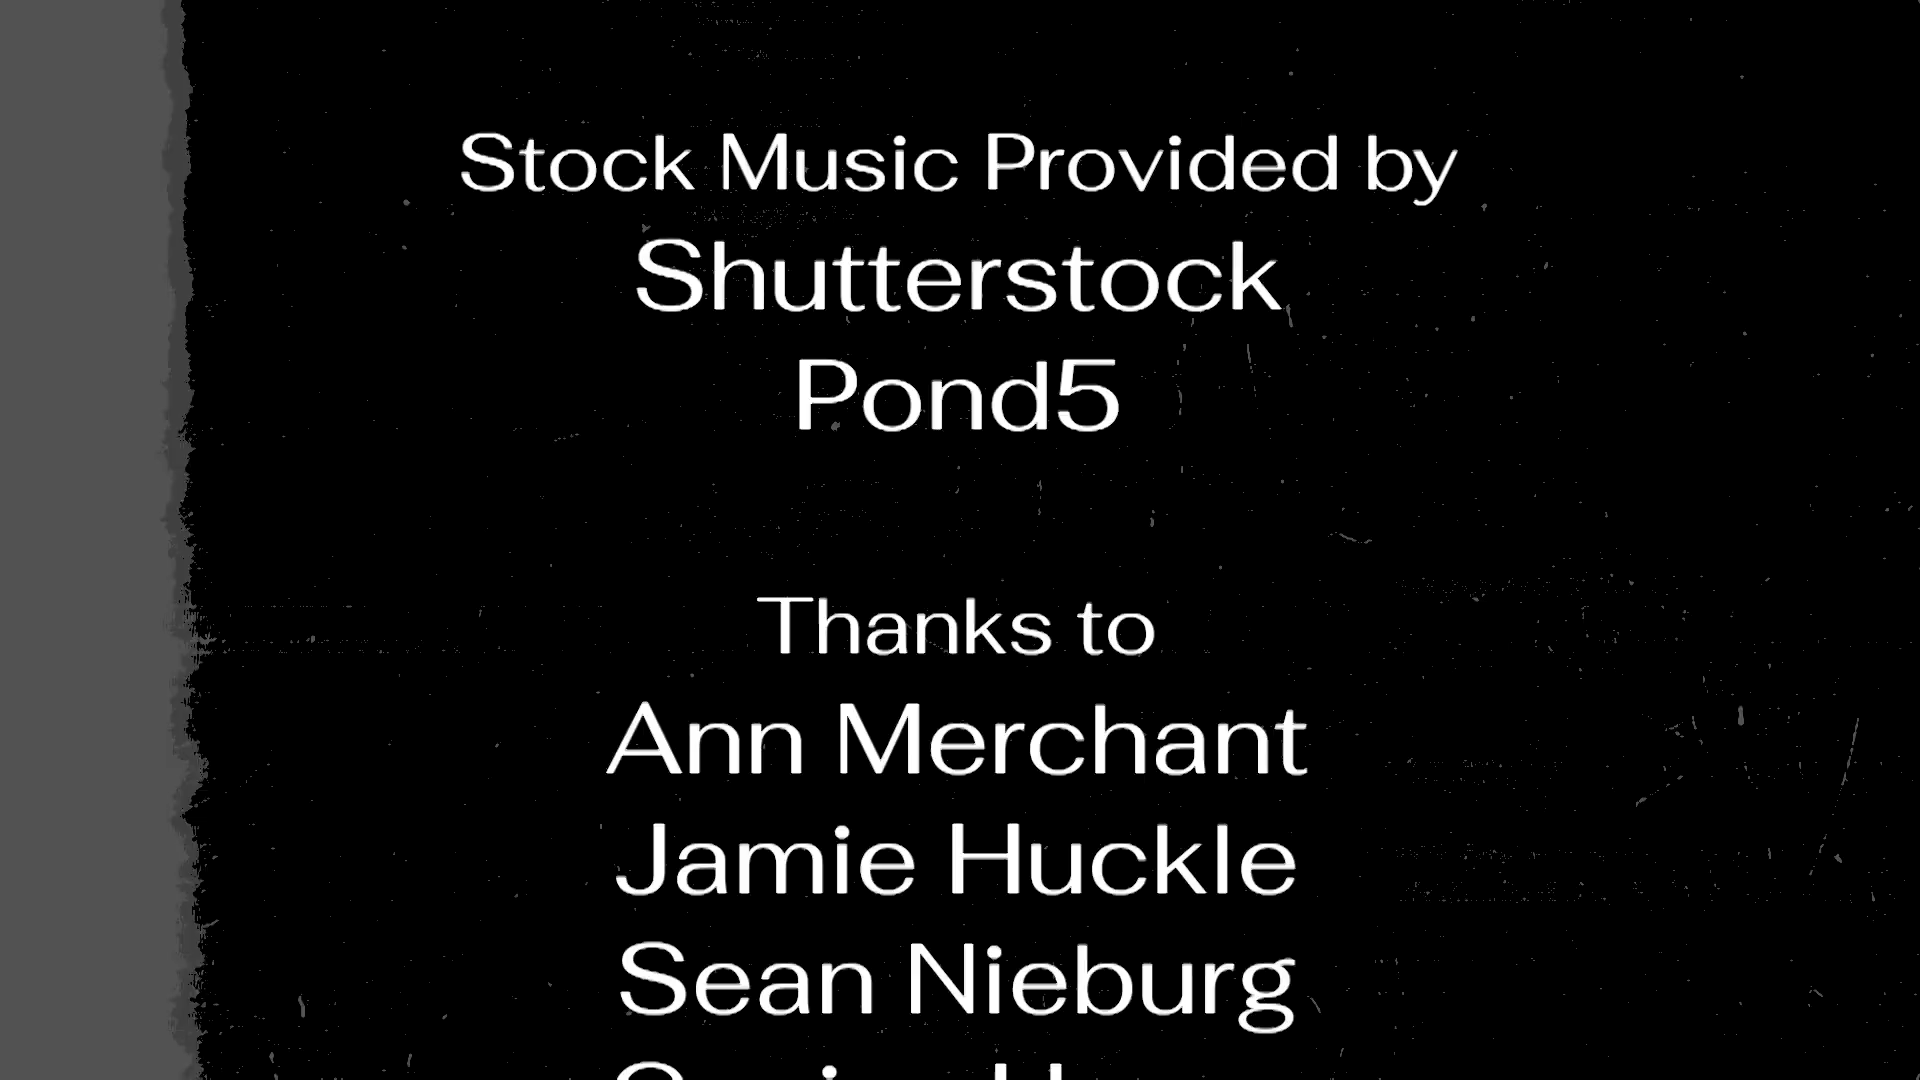 Stock Music Provided by
Shutterstock
Pond5
Thanks to
Ann Merchant
Jamie Huckle
Sean Nieburg